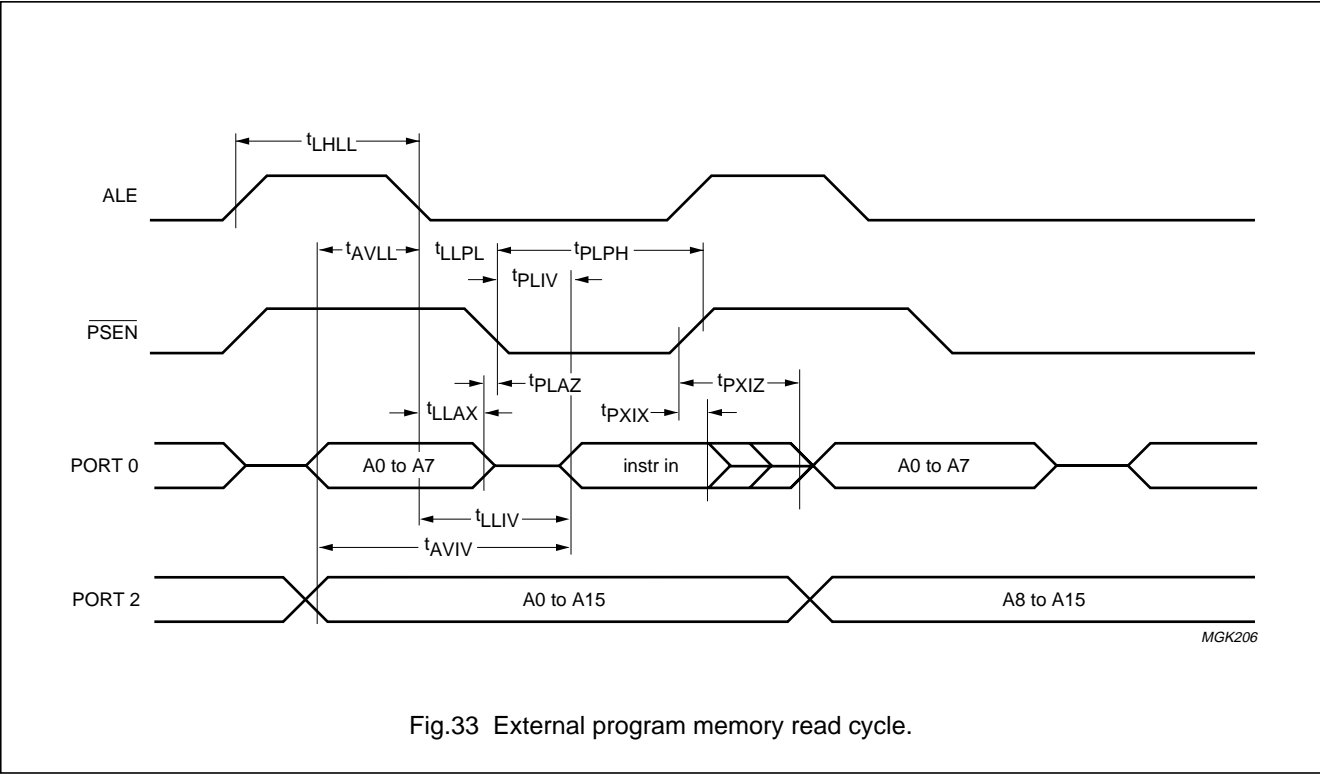 tLHLL
ALE
tAVLL tLLPL tPLPH
tPLIV
PSEN
tPLAZ tPXIZ
tLLAX tPXIX
PORT 0 A0 to A7 instr in A0 to A7
tLLIV
tAVIV
PORT 2 A0 to A15 A8 to A15
MGK206
Fig.33 External program memory read cycle.